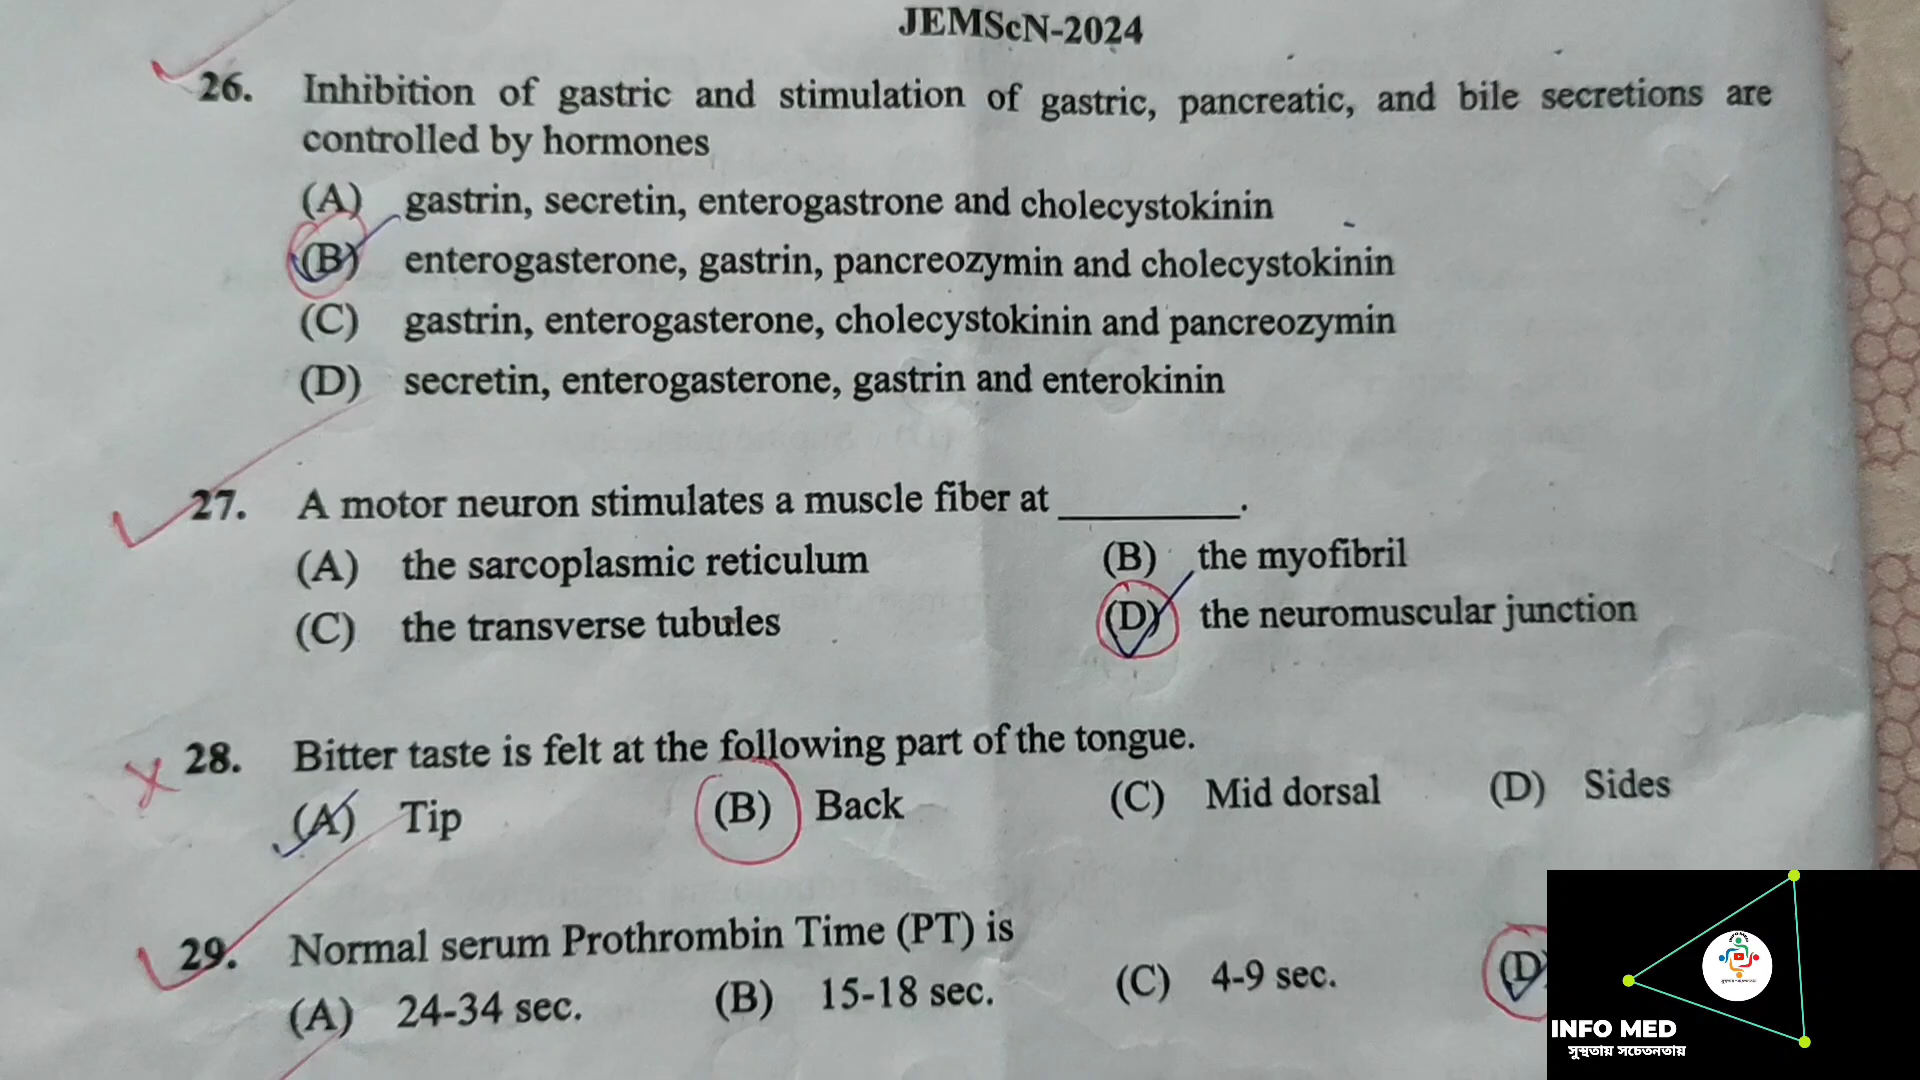 JEMScN-2024
26. Inhibition of gastric and stimulation of gastric, pancreatic, and bile secretions are
controlled by hormones
(A) gastrin, secretin, enterogastrone and cholecystokinin
(B) enterogasterone, gastrin, pancreozymin and cholecystokinin
(C) gastrin, enterogasterone, cholecystokinin and pancreozymin
(D) secretin, enterogasterone, gastrin and enterokinin
27. A motor neuron stimulates a muscle fiber at __________.
(A) the sarcoplasmic reticulum (B) the myofibril
(C) the transverse tubules (D) the neuromuscular junction
28. Bitter taste is felt at the following part of the tongue.
(A) Tip (B) Back (C) Mid dorsal (D) Sides
29. Normal serum Prothrombin Time (PT) is
(A) 24-34 sec. (B) 15-18 sec. (C) 4-9 sec. (D)
INFO MED
সুস্থতায় সচেতনতায়